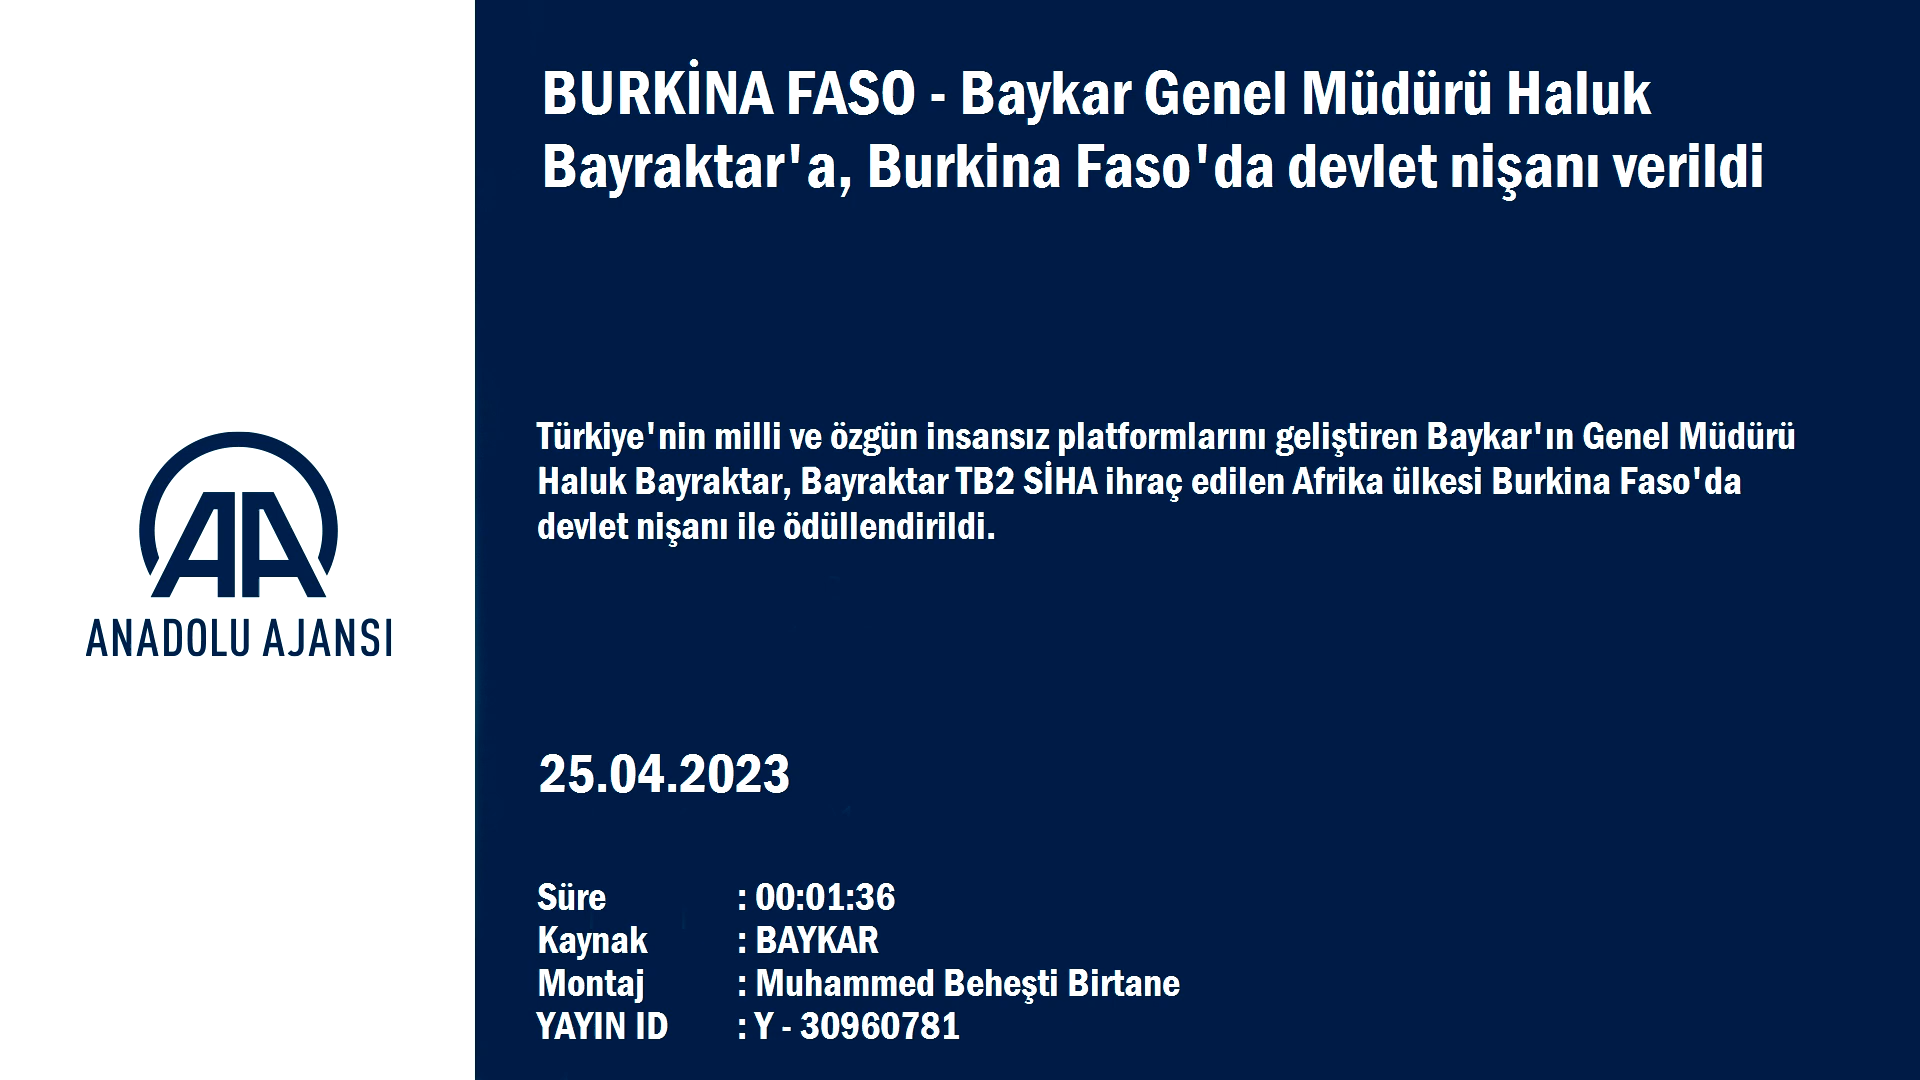 BURKİNA FASO - Baykar Genel Müdürü Haluk
Bayraktar'a, Burkina Faso'da devlet nişanı verildi
Türkiye'nin milli ve özgün insansız platformlarını geliştiren Baykar'ın Genel Müdürü
Haluk Bayraktar, Bayraktar TB2 SİHA ihraç edilen Afrika ülkesi Burkina Faso'da
devlet nişanı ile ödüllendirildi.
AA
ANADOLU AJANSI
25.04.2023
Süre : 00:01:36
Kaynak : BAYKAR
Montaj : Muhammed Beheşti Birtane
YAYIN ID : Y - 30960781